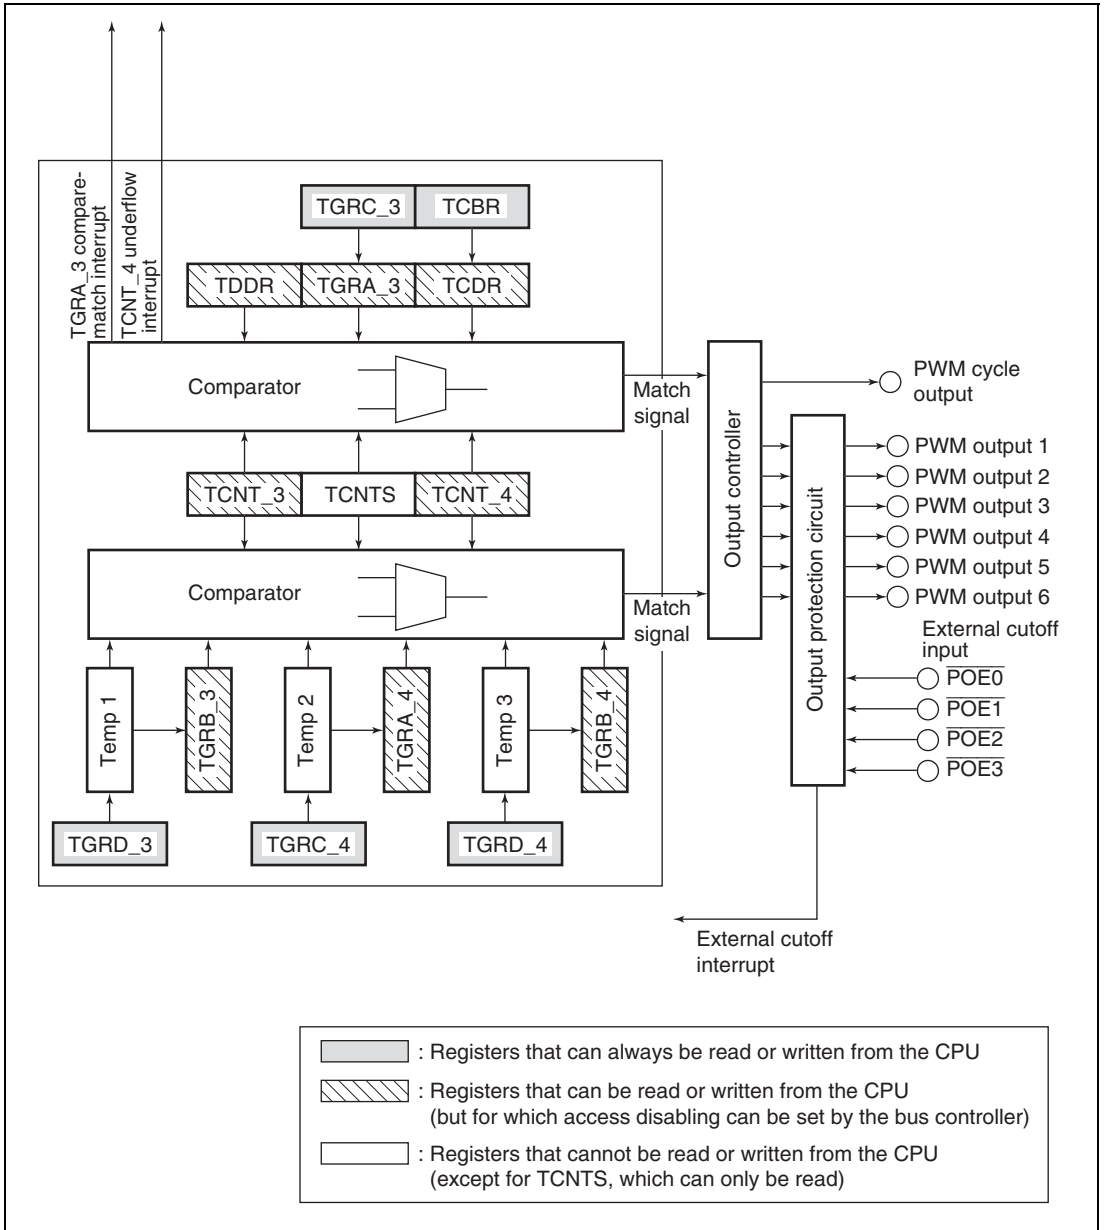 TGRA_3 compare-
match interrupt
TCNT_4 underflow
interrupt
TGRC_3
TCBR
TDDR
TGRA_3
TCDR
Comparator
Match
signal
PWM cycle
output
Output controller
Output protection circuit
PWM output 1
PWM output 2
PWM output 3
PWM output 4
PWM output 5
PWM output 6
TCNT_3
TCNTS
TCNT_4
Comparator
Match
signal
External cutoff
input
POE0
POE1
POE2
POE3
Temp 1
TGRB_3
Temp 2
TGRA_4
Temp 3
TGRB_4
TGRD_3
TGRC_4
TGRD_4
External cutoff
interrupt
: Registers that can always be read or written from the CPU
: Registers that can be read or written from the CPU
(but for which access disabling can be set by the bus controller)
: Registers that cannot be read or written from the CPU
(except for TCNTS, which can only be read)